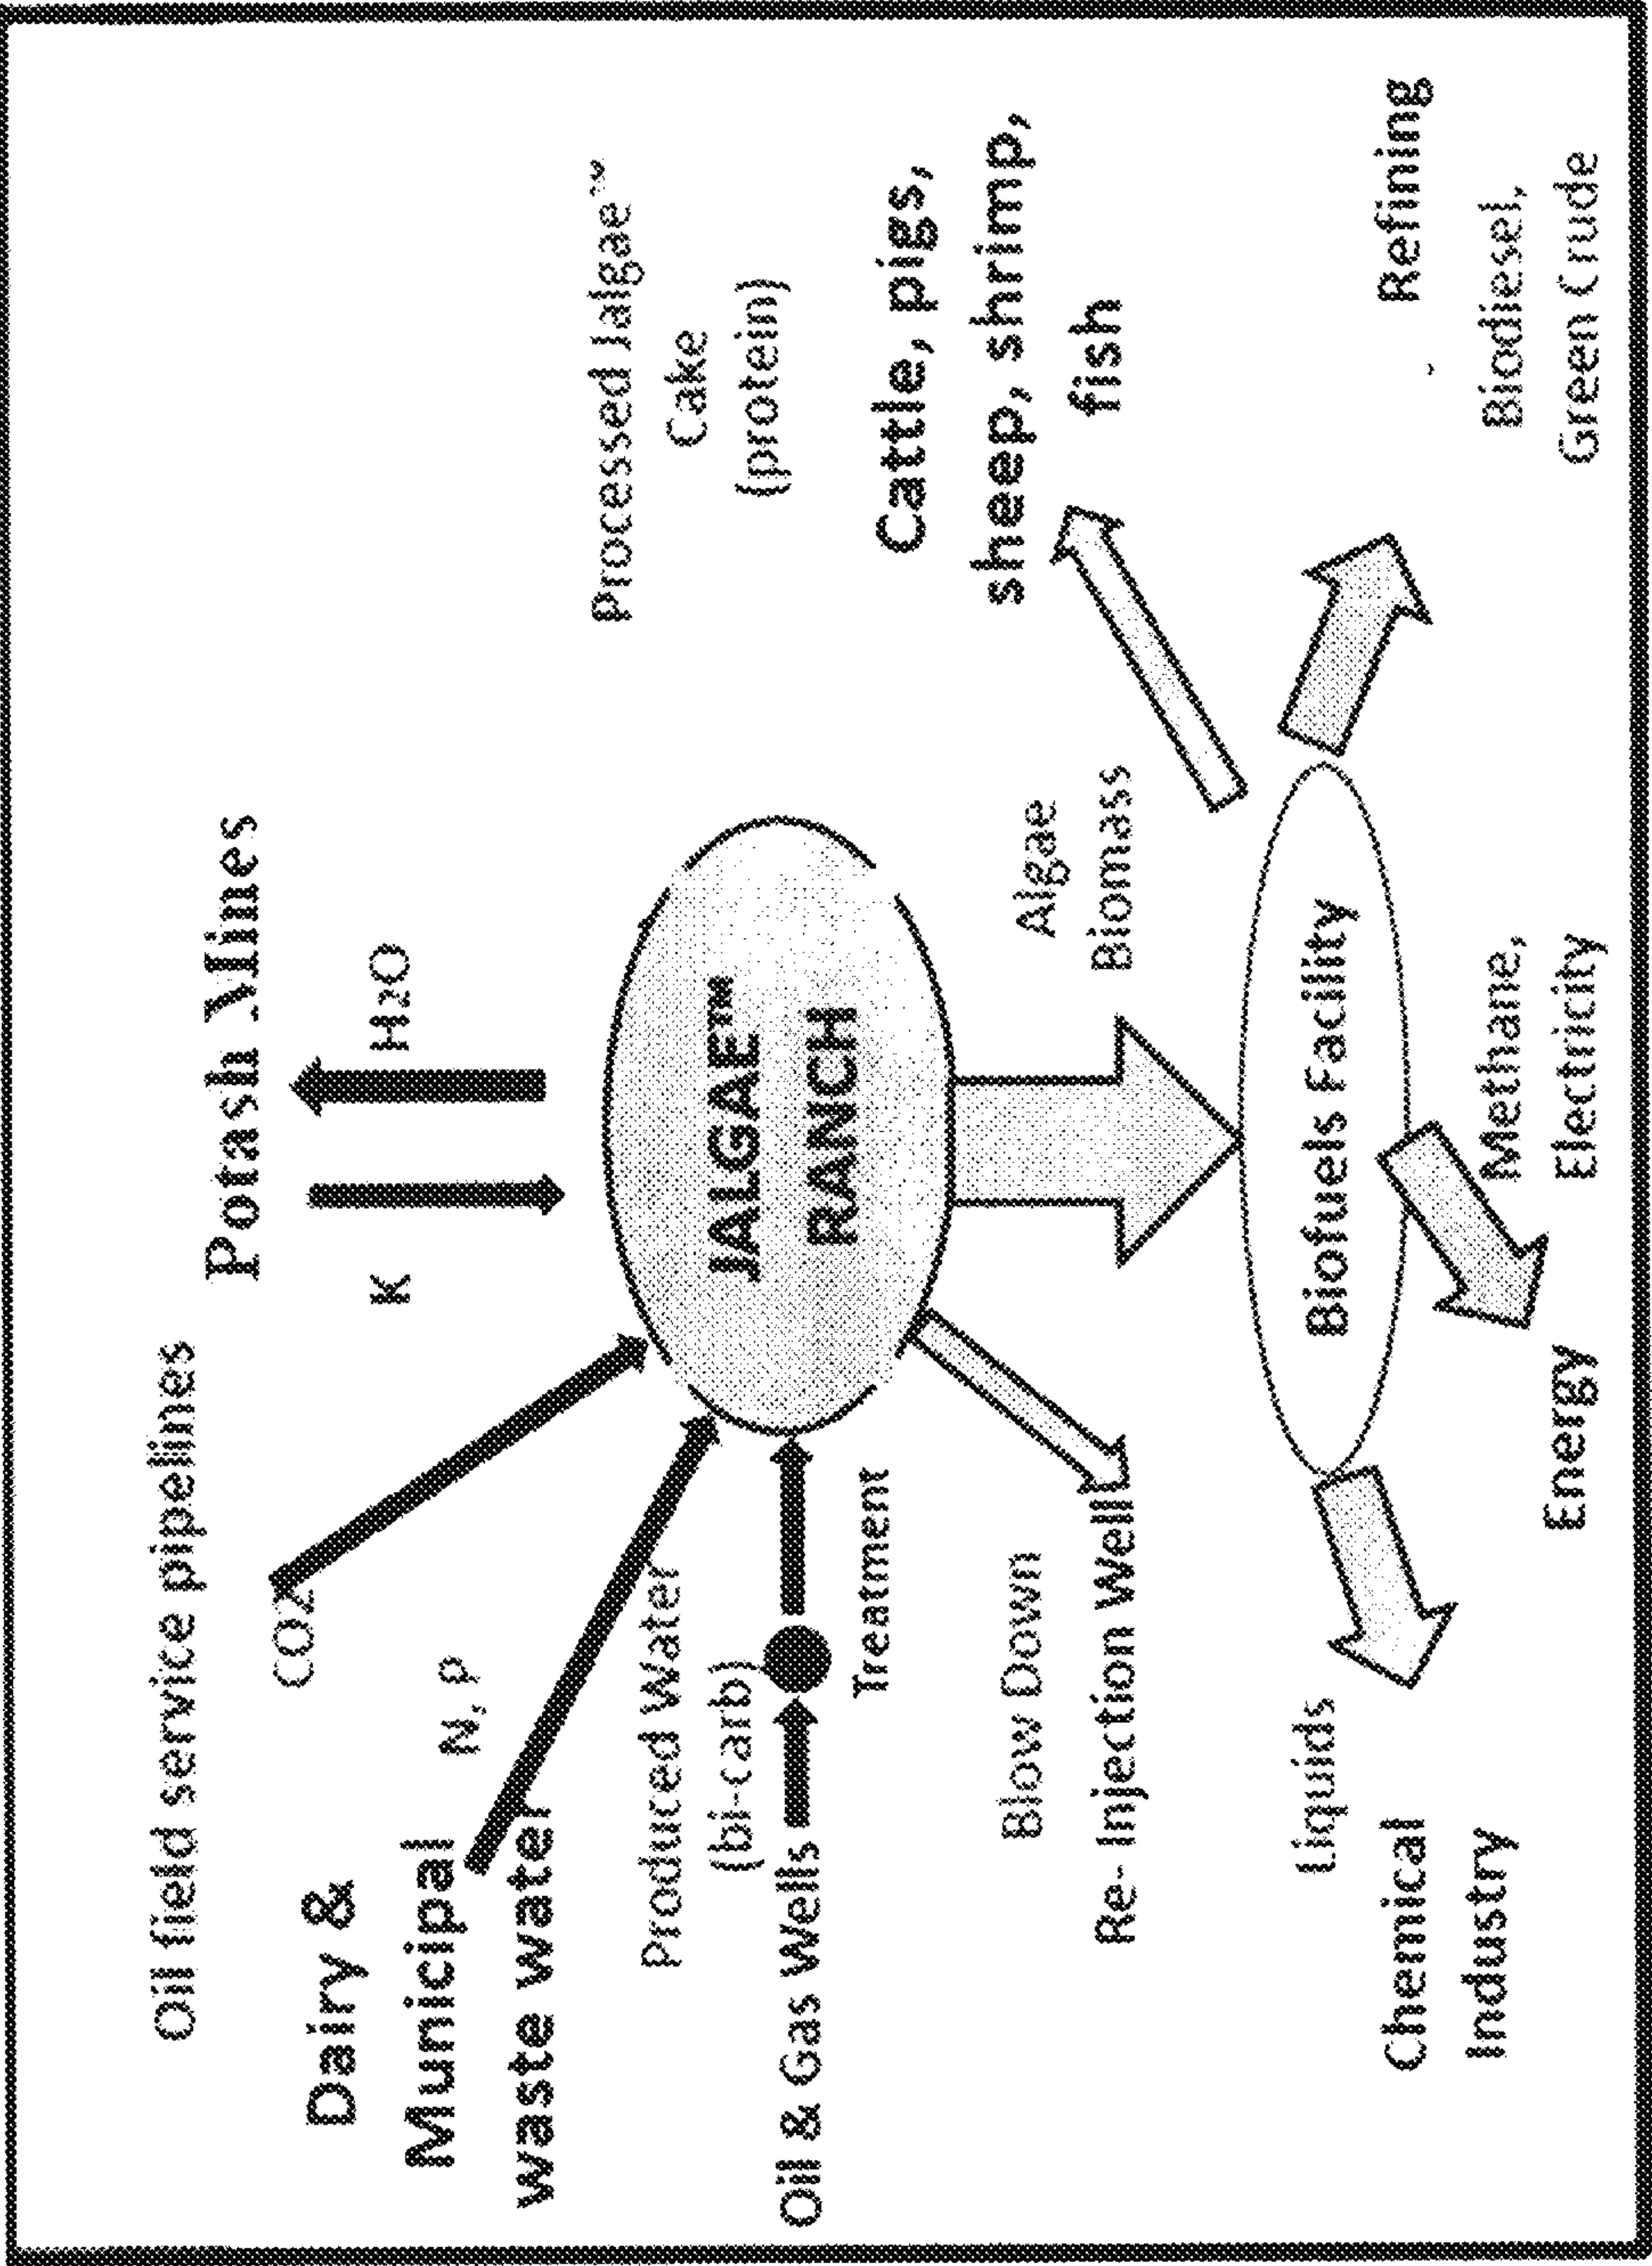 Oil field service pipelines
Potash Mines
CO2
K
H₂O
Dairy &
Municipal
waste water
N, P
Produced Water
(bi-carb)
Oil & Gas Wells
Treatment
JALGAE™
RANCH
Processed Jalgae™
Cake
(protein)
Cattle, pigs,
sheep, shrimp,
fish
Blow Down
Re- Injection Well
Algae
Biomass
Biofuels Facility
Liquids
Chemical
Industry
Energy
Methane,
Electricity
Refining
Biodiesel,
Green Crude